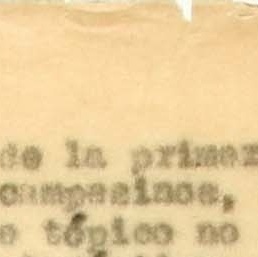 de la primer
campesinos,
o tópico no